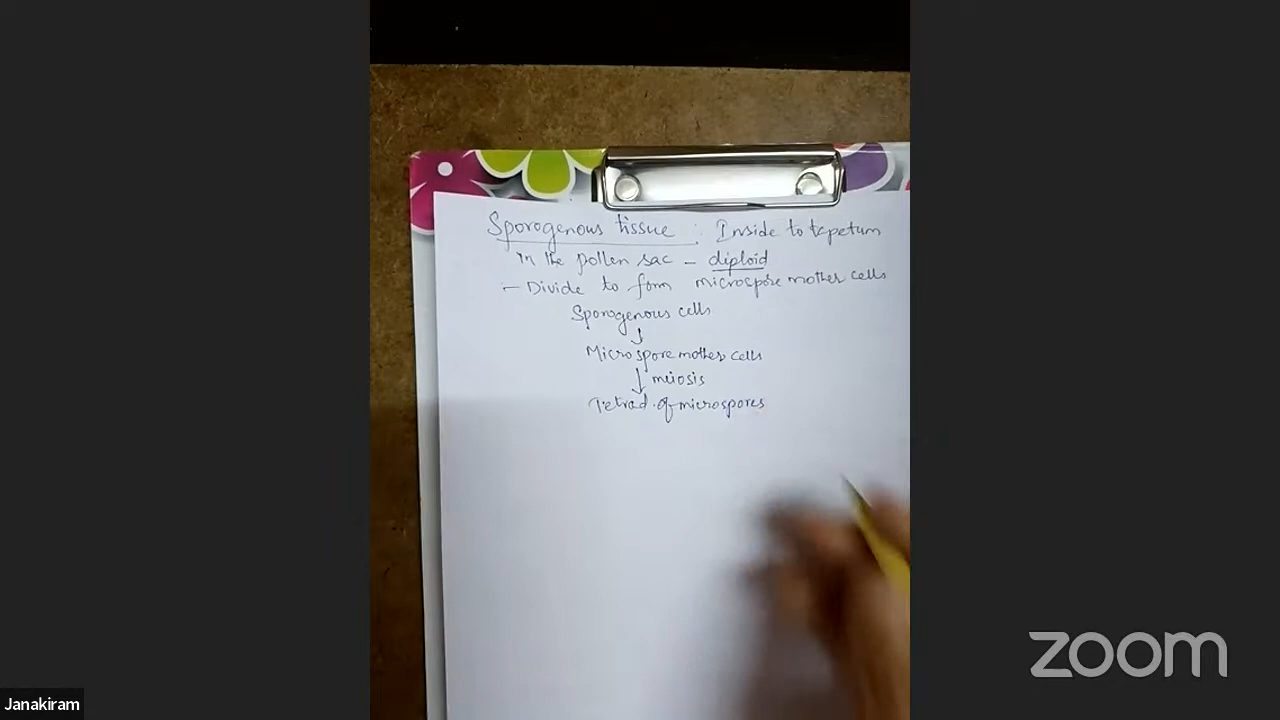 Sporogenous tissue : Inside to tapetum
in the pollen sac – diploid
– Divide to form microspore mother cells
Sporogenous cells
↓
Microspore mother cells
↓ meiosis
Tetrad of microspores
zoom
Janakiram